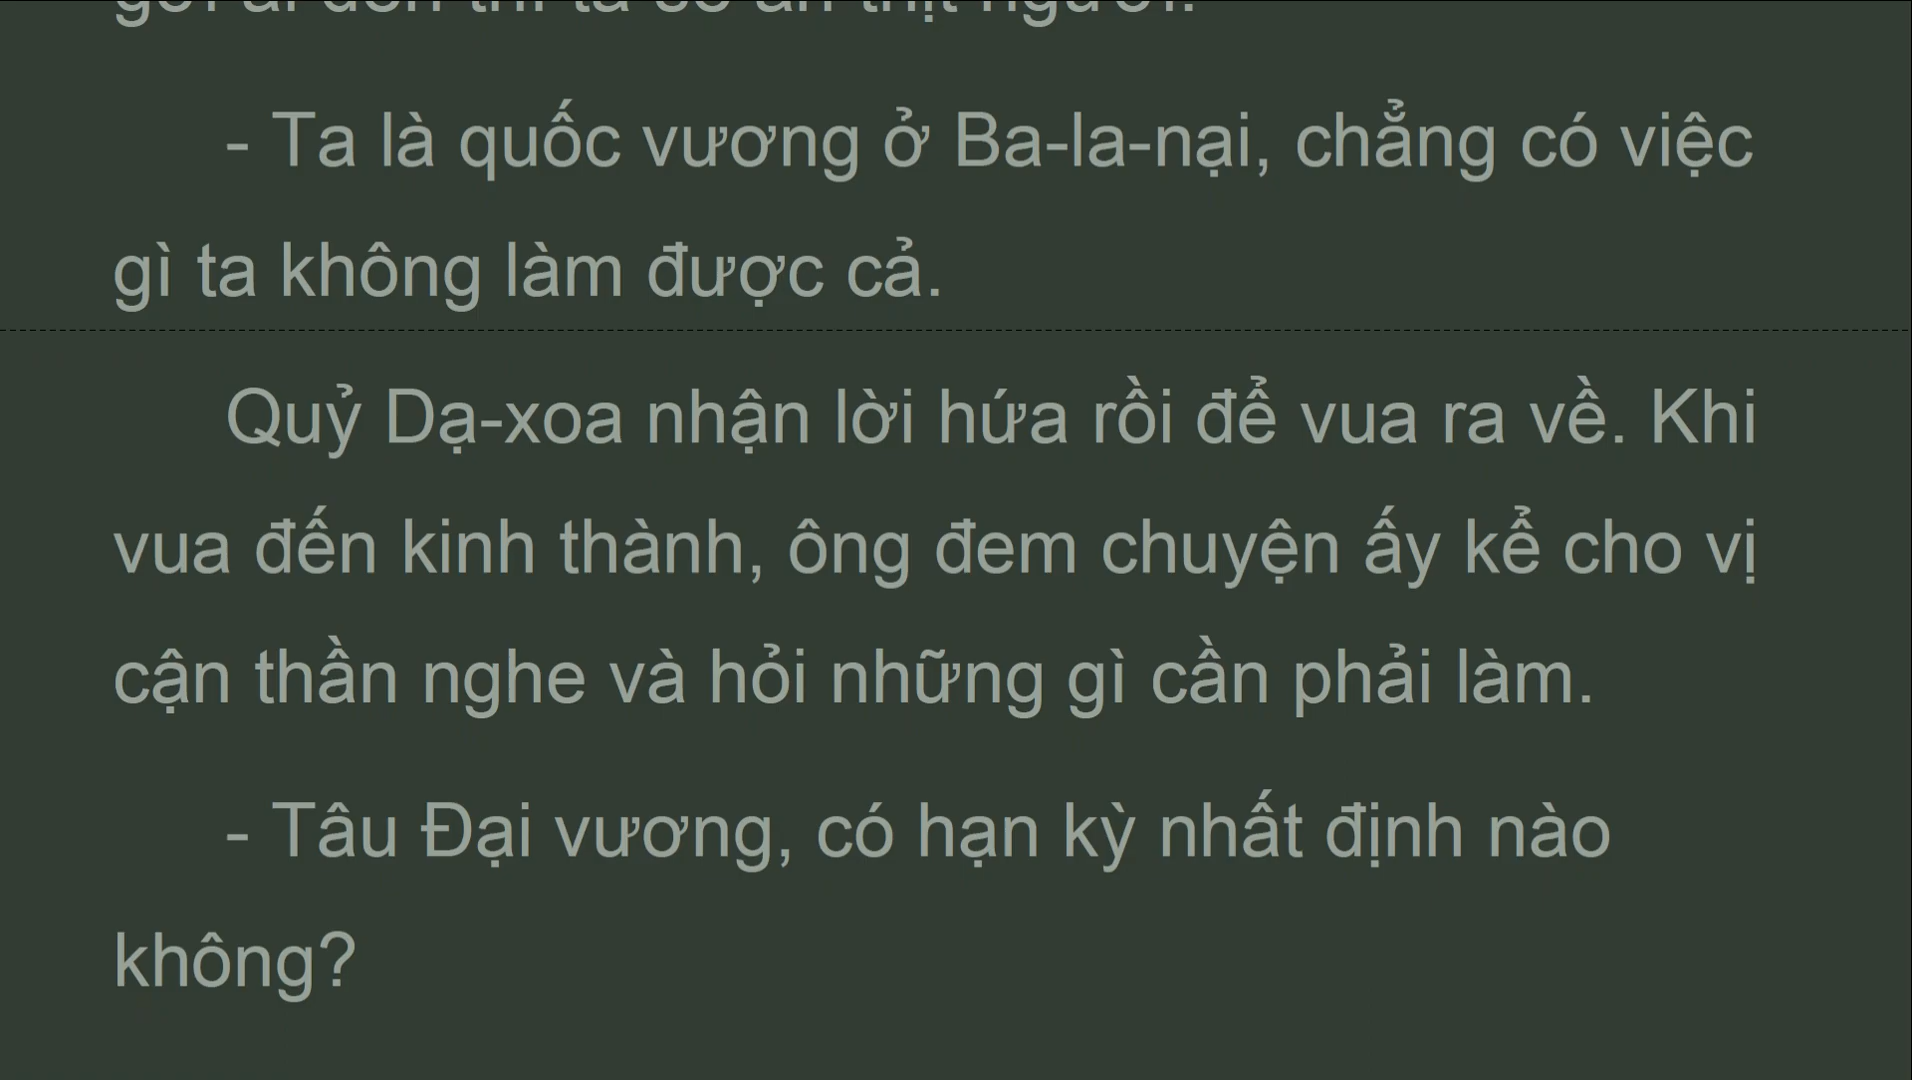 - Ta là quốc vương ở Ba-la-nại, chẳng có việc
gì ta không làm được cả.
Quỷ Dạ-xoa nhận lời hứa rồi để vua ra về. Khi
vua đến kinh thành, ông đem chuyện ấy kể cho vị
cận thần nghe và hỏi những gì cần phải làm.
- Tâu Đại vương, có hạn kỳ nhất định nào
không?